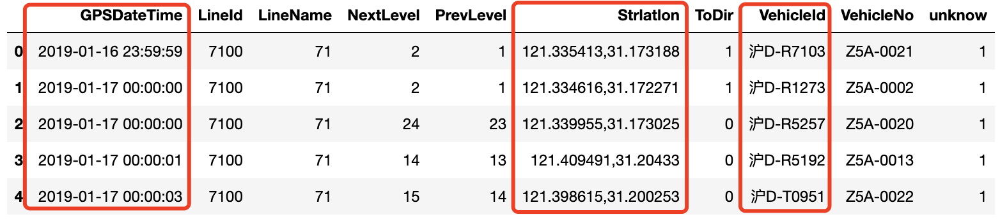 GPSDateTime LineId LineName NextLevel PrevLevel Strlatlon ToDir VehicleId VehicleNo unknow
0 2019-01-16 23:59:59 7100 71 2 1 121.335413,31.173188 1 沪D-R7103 Z5A-0021 1
1 2019-01-17 00:00:00 7100 71 2 1 121.334616,31.172271 1 沪D-R1273 Z5A-0002 1
2 2019-01-17 00:00:00 7100 71 24 23 121.339955,31.173025 0 沪D-R5257 Z5A-0020 1
3 2019-01-17 00:00:01 7100 71 14 13 121.409491,31.20433 0 沪D-R5192 Z5A-0013 1
4 2019-01-17 00:00:03 7100 71 15 14 121.398615,31.200253 0 沪D-T0951 Z5A-0022 1